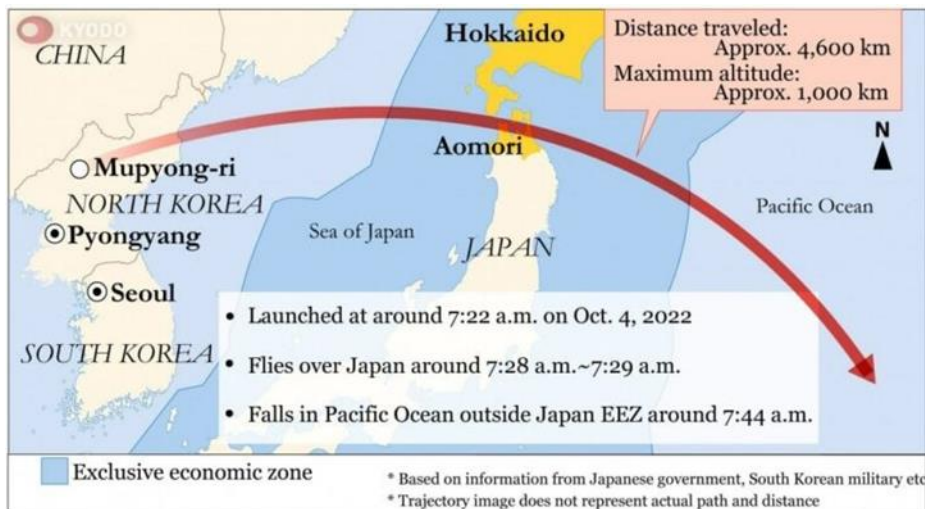 KYODO
CHINA
Hokkaido
Distance traveled:
Approx. 4,600 km
Maximum altitude:
Approx. 1,000 km
Aomori
N
Mupyong-ri
NORTH KOREA
Pacific Ocean
Pyongyang
Sea of Japan
JAPAN
Seoul
SOUTH KOREA
• Launched at around 7:22 a.m. on Oct. 4, 2022
• Flies over Japan around 7:28 a.m.~7:29 a.m.
• Falls in Pacific Ocean outside Japan EEZ around 7:44 a.m.
Exclusive economic zone
* Based on information from Japanese government, South Korean military etc
* Trajectory image does not represent actual path and distance